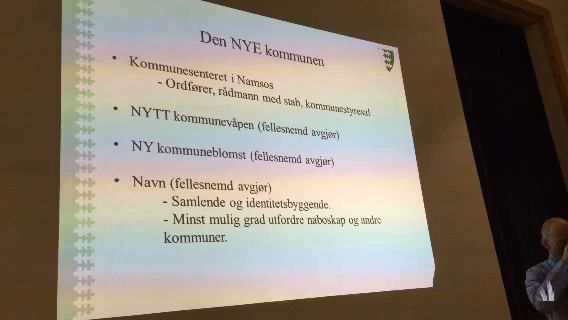 Den NYE kommunen
• Kommunesenteret i Namsos
- Ordfører, rådmann med stab, kommunestyresal
• NYTT kommunevåpen (fellesnemd avgjør)
• NY kommuneblomst (fellesnemd avgjør)
• Navn (fellesnemd avgjør)
- Samlende og identitetsbyggende.
- Minst mulig grad utfordre naboskap og andre
kommuner.